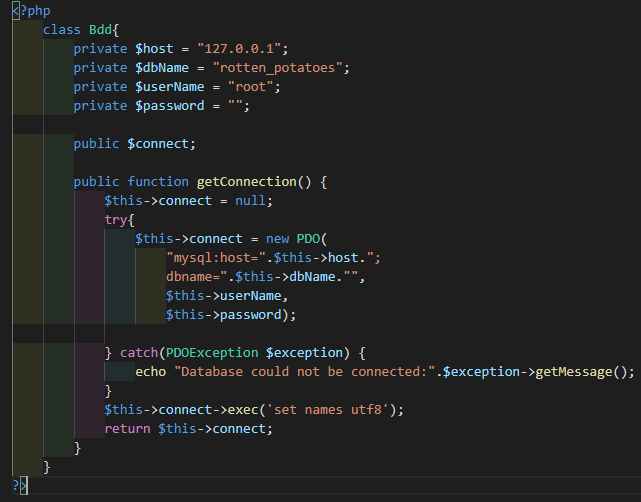 <?php
class Bdd{
private $host = "127.0.0.1";
private $dbName = "rotten_potatoes";
private $userName = "root";
private $password = "";
public $connect;
public function getConnection() {
$this->connect = null;
try{
$this->connect = new PDO(
"mysql:host=".$this->host.";
dbname=".$this->dbName."",
$this->userName,
$this->password);
} catch(PDOException $exception) {
echo "Database could not be connected:".$exception->getMessage();
}
$this->connect->exec('set names utf8');
return $this->connect;
}
}
?>